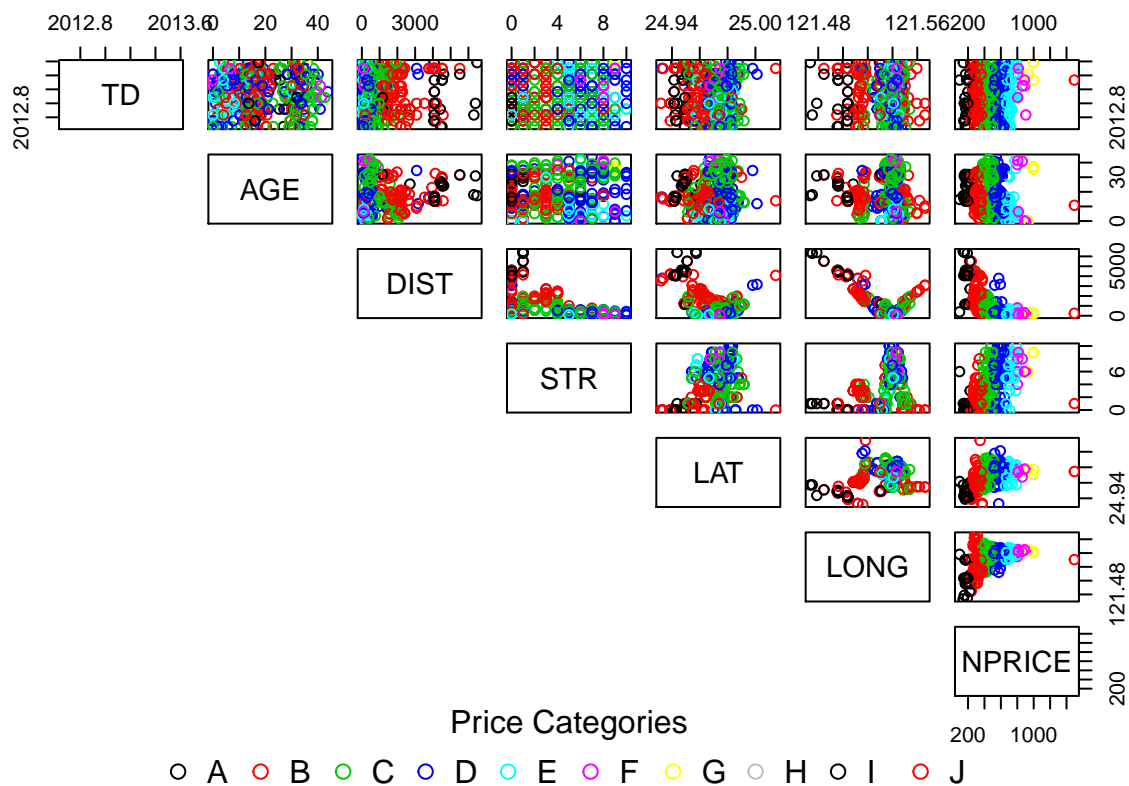 2012.8 2013.6 0 20 40 0 3000 0 4 8 24.94 25.00 121.48 121.56 200 1000
2012.8 TD 2012.8
AGE 0 30
DIST 0 5000
STR 0 6
LAT 24.94
LONG 121.48
NPRICE 200
200 1000
Price Categories
A B C D E F G H I J